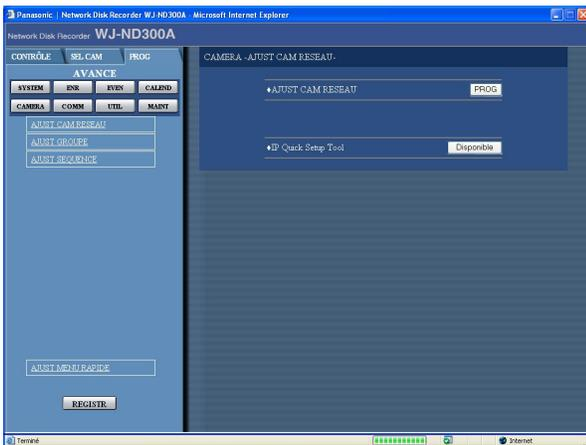 Panasonic | Network Disk Recorder WJ-ND300A - Microsoft Internet Explorer
Network Disk Recorder WJ-ND300A
CONTRÔLE SEL CAM PROG
AVANCE
SYSTEM ENR EVEN CALEND
CAMERA COMM UTIL MAINT
AJUST CAM RESEAU
AJUST GROUPE
AJUST SEQUENCE
AJUST MENU RAPIDE
REGISTR
CAMERA -AJUST CAM RESEAU-
♦AJUST CAM RESEAU PROG
♦IP Quick Setup Tool Disponible
Terminé Internet